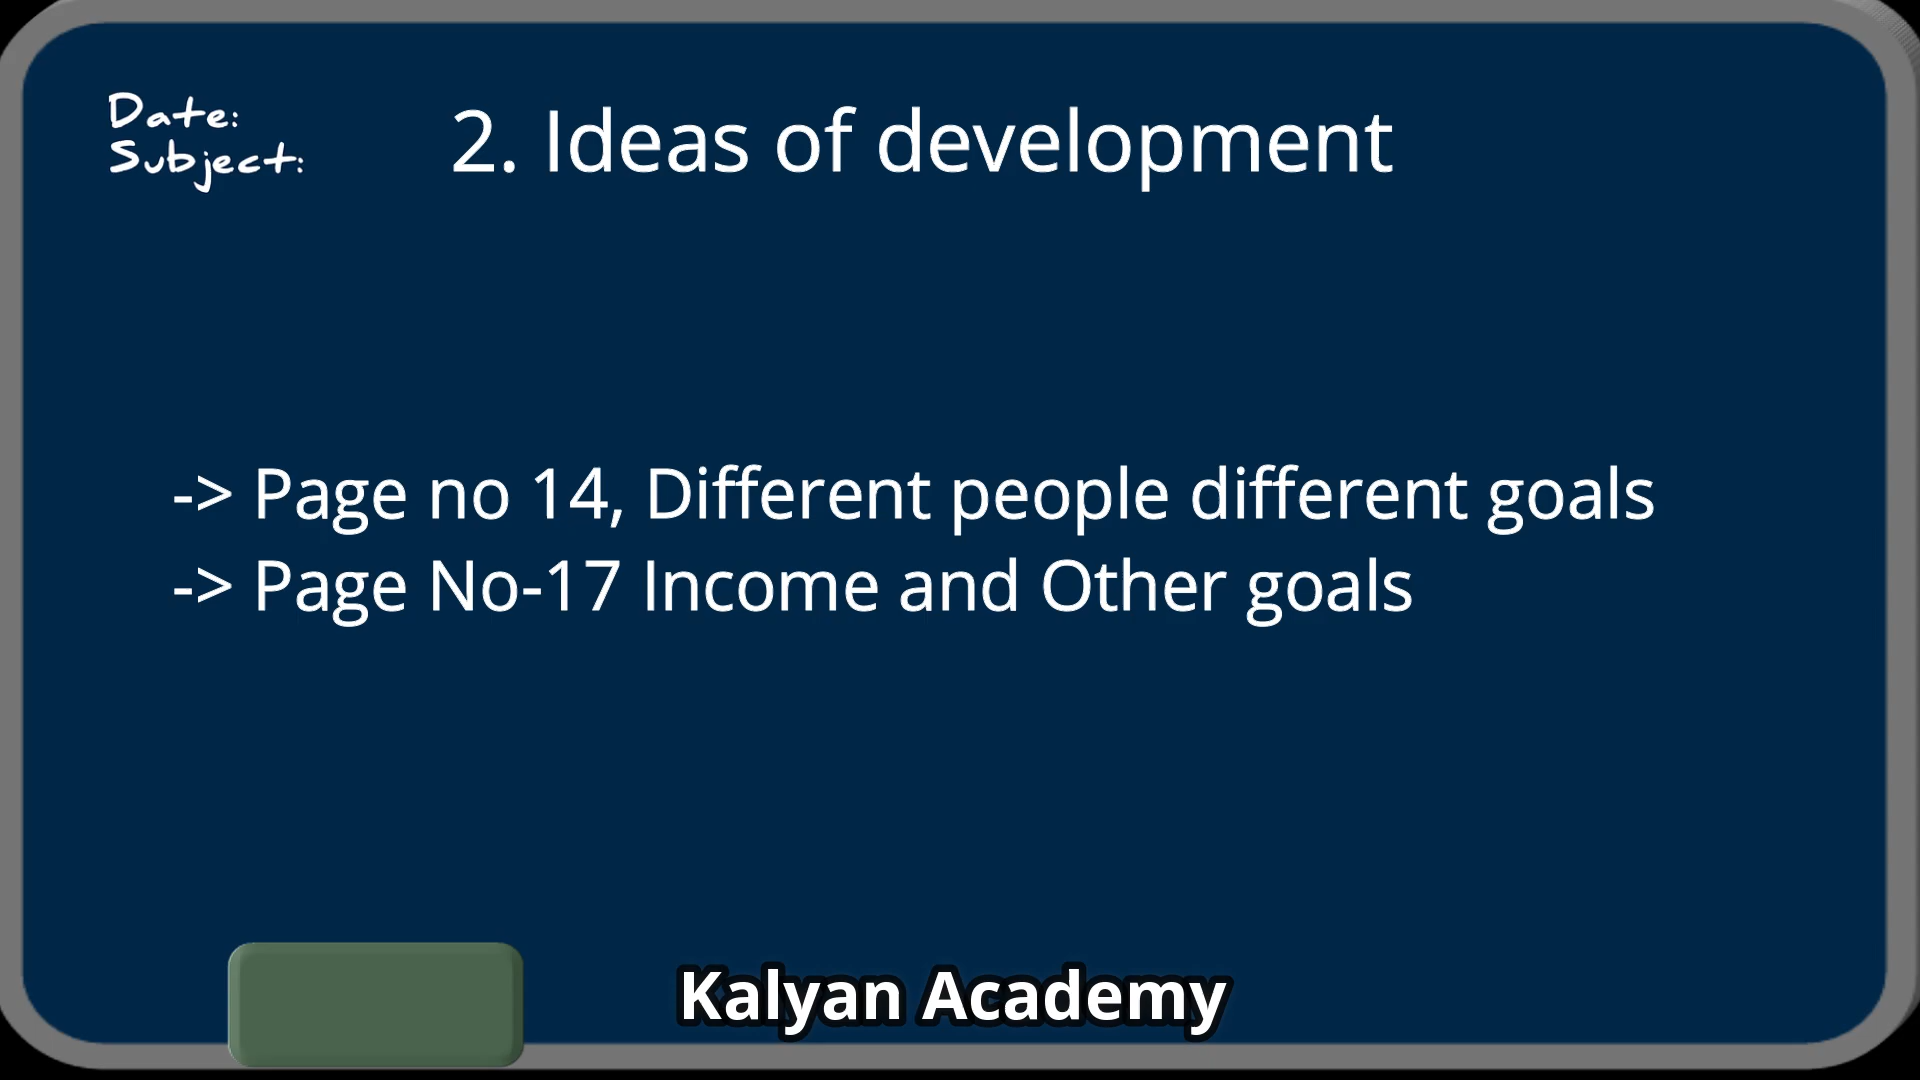 Date:
Subject:
2. Ideas of development
-> Page no 14, Different people different goals
-> Page No-17 Income and Other goals
Kalyan Academy